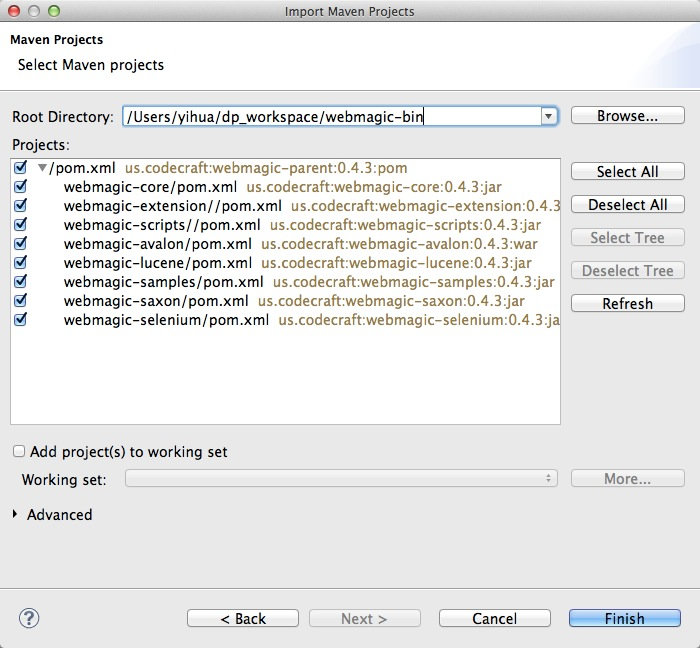 Import Maven Projects
Maven Projects
Select Maven projects
Root Directory: /Users/yihua/dp_workspace/webmagic-bin Browse...
Projects:
/pom.xml us.codecraft:webmagic-parent:0.4.3:pom
webmagic-core/pom.xml us.codecraft:webmagic-core:0.4.3:jar
webmagic-extension//pom.xml us.codecraft:webmagic-extension:0.4.3
webmagic-scripts//pom.xml us.codecraft:webmagic-scripts:0.4.3:jar
webmagic-avalon/pom.xml us.codecraft:webmagic-avalon:0.4.3:war
webmagic-lucene/pom.xml us.codecraft:webmagic-lucene:0.4.3:jar
webmagic-samples/pom.xml us.codecraft:webmagic-samples:0.4.3:jar
webmagic-saxon/pom.xml us.codecraft:webmagic-saxon:0.4.3:jar
webmagic-selenium/pom.xml us.codecraft:webmagic-selenium:0.4.3:ja
Select All
Deselect All
Select Tree
Deselect Tree
Refresh
Add project(s) to working set
Working set: More...
Advanced
? < Back Next > Cancel Finish